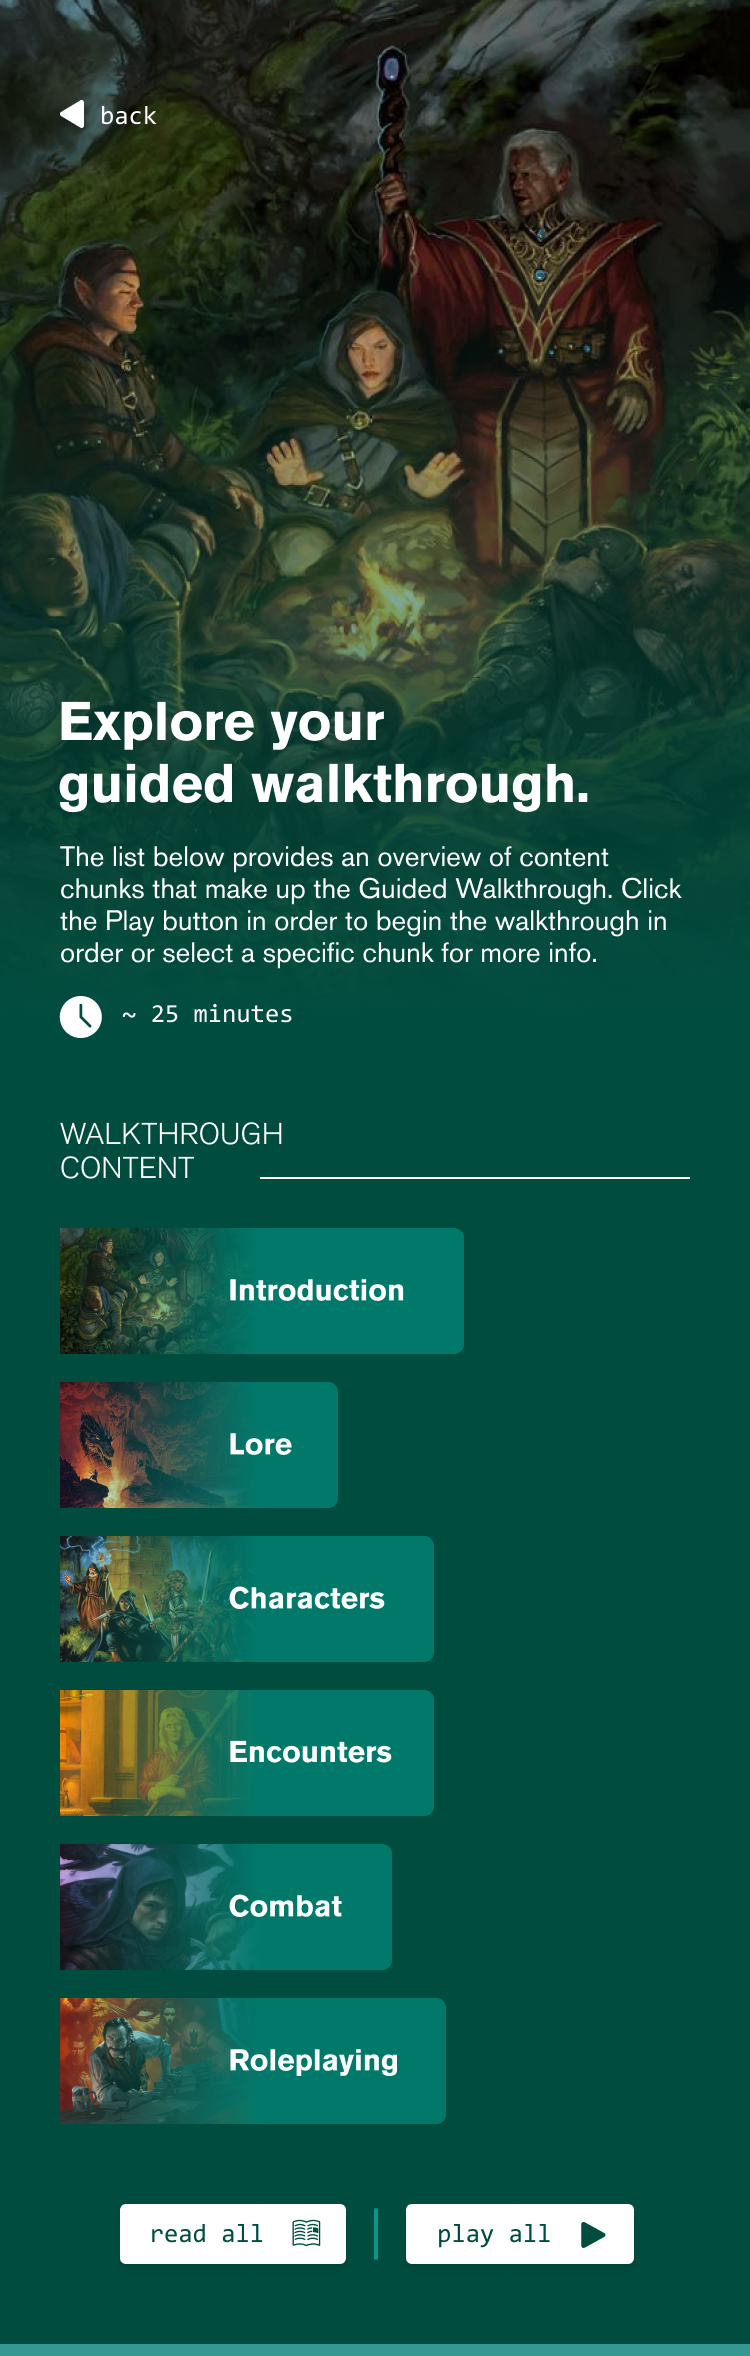 back
Explore your
guided walkthrough.
The list below provides an overview of content
chunks that make up the Guided Walkthrough. Click
the Play button in order to begin the walkthrough in
order or select a specific chunk for more info.
~ 25 minutes
WALKTHROUGH
CONTENT
Introduction
Lore
Characters
Encounters
Combat
Roleplaying
read all
play all